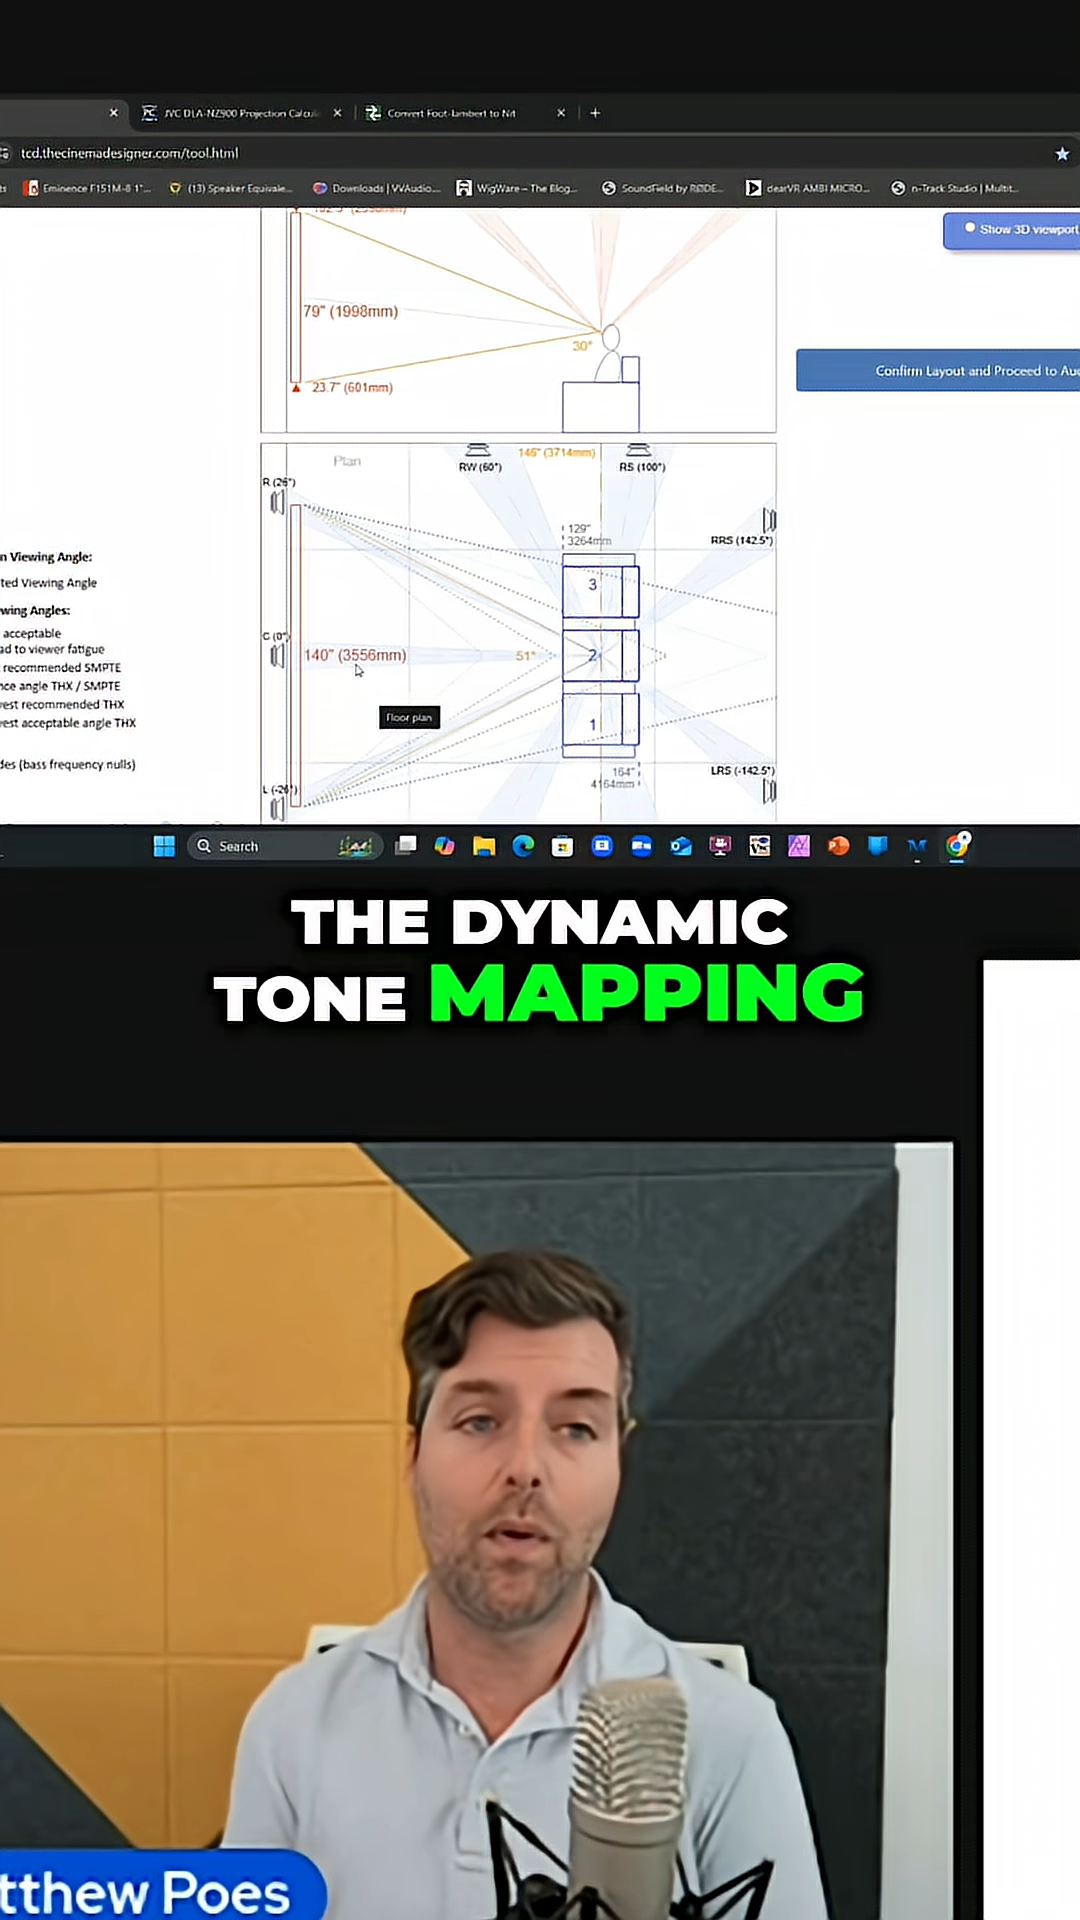 JVC DLA-NZ900 Projection Calcul
Convert Foot-lambert to Nit
tcd.thecinemadesigner.com/tool.html
ts
Eminence F151M-8 1"...
(13) Speaker Equivale...
Downloads | VVAudio...
WigWare – The Blog...
SoundField by RØDE...
dearVR AMBI MICRO...
n-Track Studio | Multit...
Show 3D viewport
79" (1998mm)
30°
23.7" (601mm)
Confirm Layout and Proceed to Au
Plan
RW (60°)
146" (3714mm)
RS (100°)
R (26°)
129"
3264mm
RRS (142.5°)
n Viewing Angle:
ted Viewing Angle
wing Angles:
acceptable
ad to viewer fatigue
recommended SMPTE
nce angle THX / SMPTE
vest recommended THX
vest acceptable angle THX
des (bass frequency nulls)
3
C (0°)
140" (3556mm)
51°
2
Floor plan
1
164"
4164mm
LRS (-142.5°)
L (-26°)
Search
THE DYNAMIC
TONE MAPPING
tthew Poes